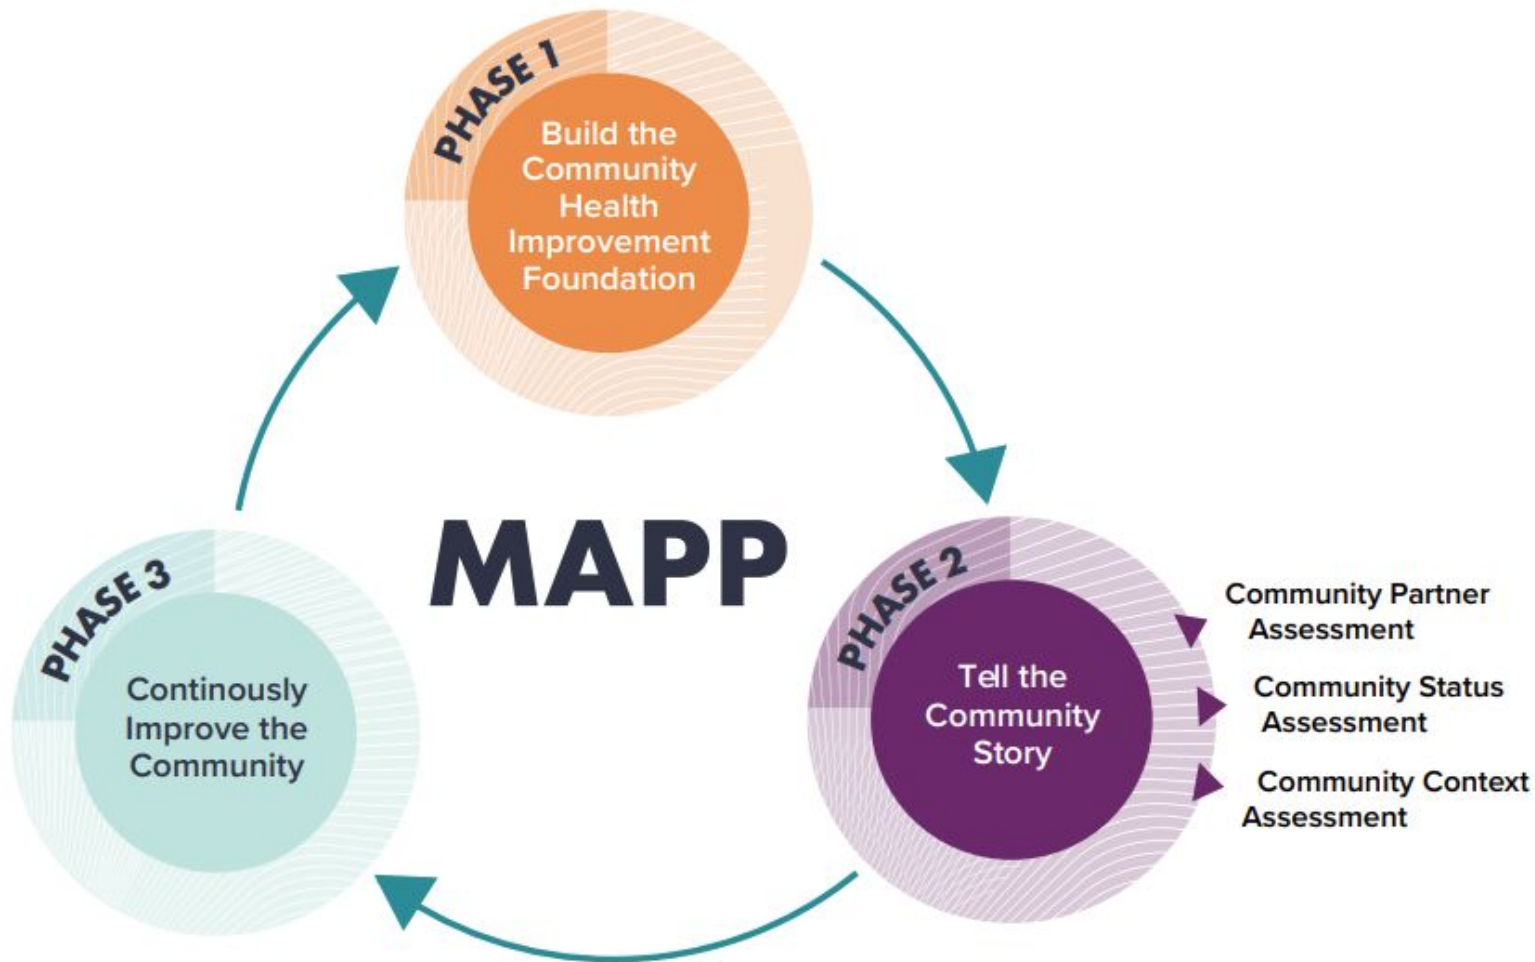 PHASE 1
Build the
Community
Health
Improvement
Foundation
MAPP
PHASE 2
Tell the
Community
Story
Community Partner
Assessment
Community Status
Assessment
Community Context
Assessment
PHASE 3
Continously
Improve the
Community